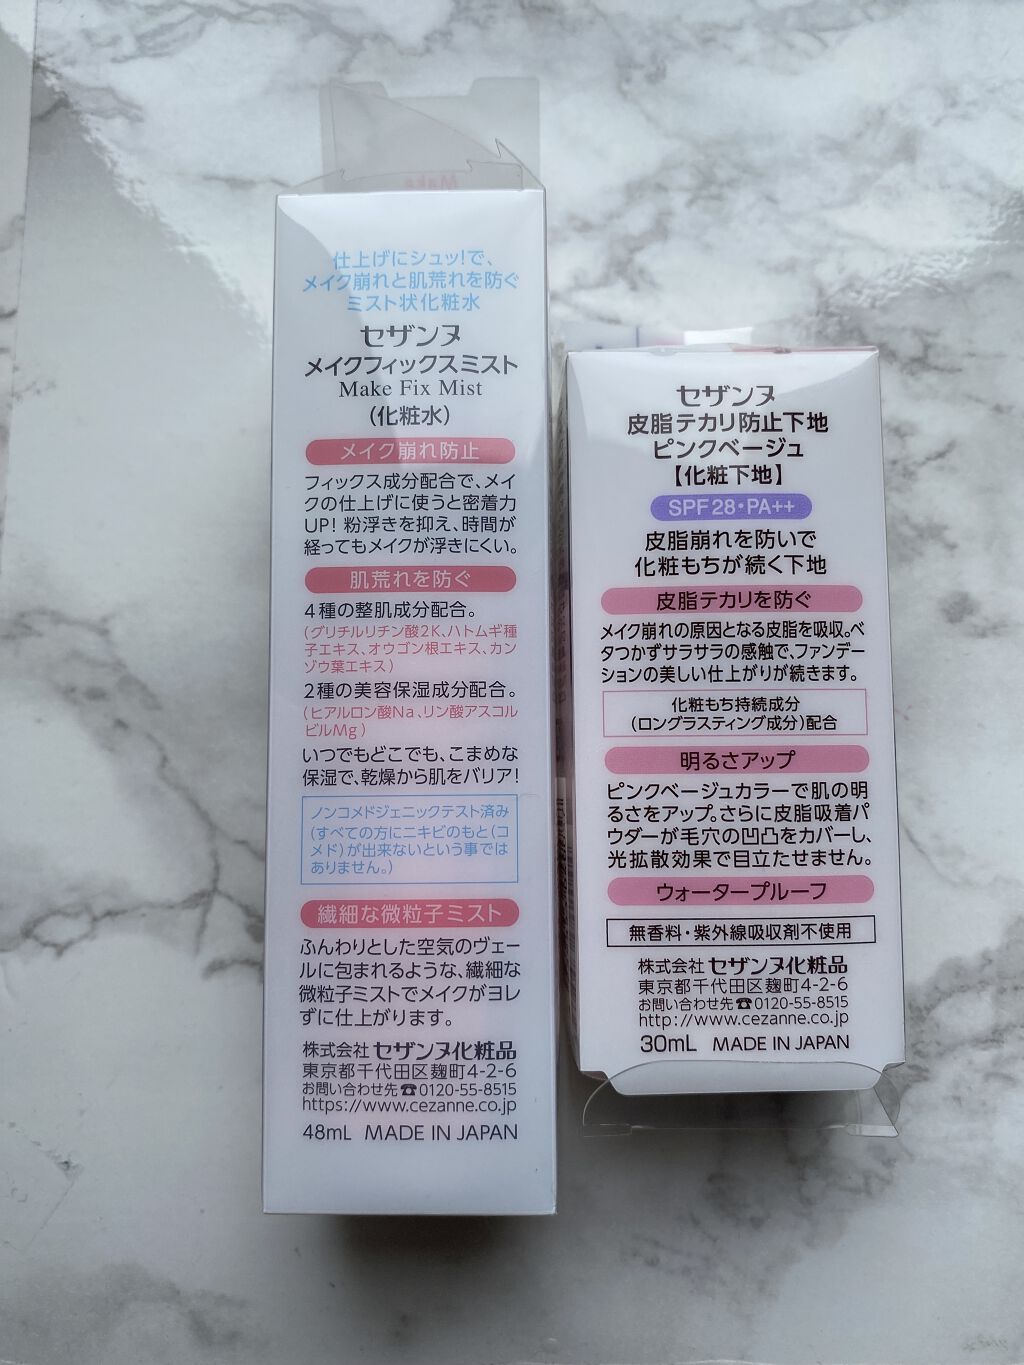 仕上げにシュッ!で、
メイク崩れと肌荒れを防ぐ
ミスト状化粧水
セザンヌ
メイクフィックスミスト
Make Fix Mist
(化粧水)
メイク崩れ防止
フィックス成分配合で、メイ
クの仕上げに使うと密着力
UP! 粉浮きを抑え、時間が
経ってもメイクが浮きにくい。
肌荒れを防ぐ
4種の整肌成分配合。
(グリチルリチン酸2K、ハトムギ種
子エキス、オウゴン根エキス、カン
ゾウ葉エキス)
2種の美容保湿成分配合。
(ヒアルロン酸Na、リン酸アスコル
ビルMg)
いつでもどこでも、こまめな
保湿で、乾燥から肌をバリア!
ノンコメドジェニックテスト済み
(すべての方にニキビのもと(コ
メド)が出来ないという事では
ありません。)
繊細な微粒子ミスト
ふんわりとした空気のヴェー
ルに包まれるような、繊細な
微粒子ミストでメイクがヨレ
ずに仕上がります。
株式会社 セザンヌ化粧品
東京都千代田区麹町4-2-6
お問い合わせ先☎0120-55-8515
https://www.cezanne.co.jp
48mL MADE IN JAPAN
セザンヌ
皮脂テカリ防止下地
ピンクベージュ
【化粧下地】
SPF28・PA++
皮脂崩れを防いで
化粧もちが続く下地
皮脂テカリを防ぐ
メイク崩れの原因となる皮脂を吸収。ベ
タつかずサラサラの感触で、ファンデー
ションの美しい仕上がりが続きます。
化粧もち持続成分
(ロングラスティング成分)配合
明るさアップ
ピンクベージュカラーで肌の明
るさをアップ。さらに皮脂吸着パ
ウダーが毛穴の凹凸をカバーし、
光拡散効果で目立たせません。
ウォータープルーフ
無香料・紫外線吸収剤不使用
株式会社 セザンヌ化粧品
東京都千代田区麹町4-2-6
お問い合わせ先☎0120-55-8515
http://www.cezanne.co.jp
30mL MADE IN JAPAN